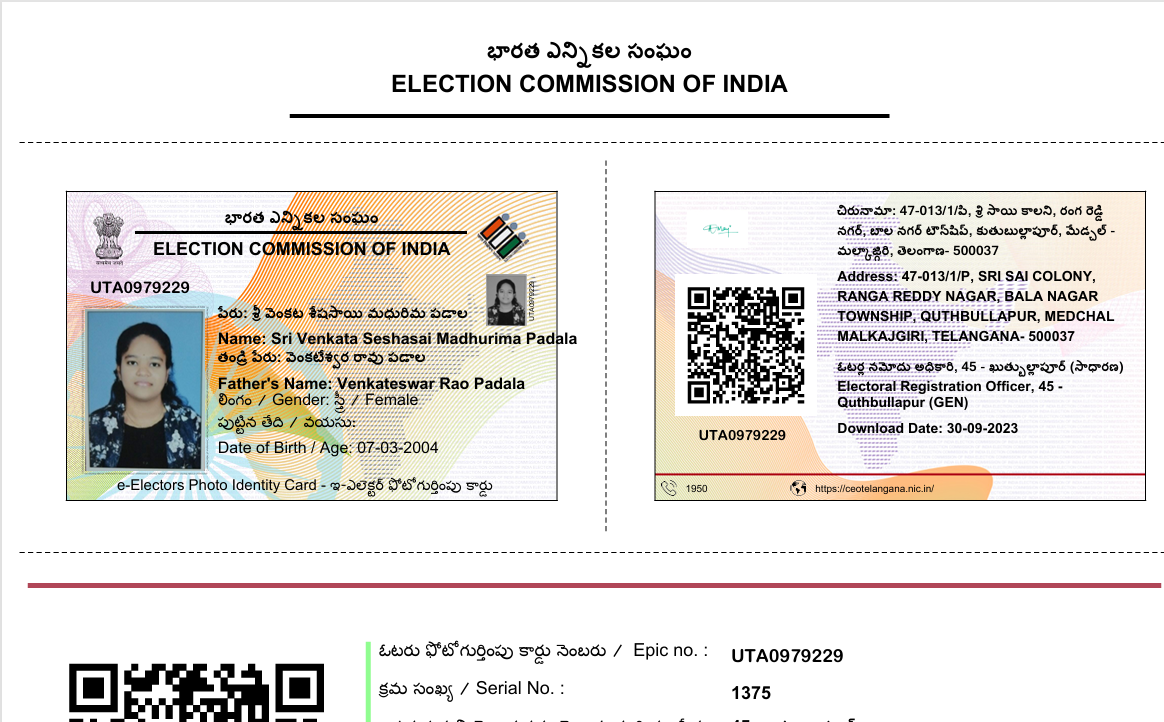 భారత ఎన్నికల సంఘం
ELECTION COMMISSION OF INDIA
భారత ఎన్నికల సంఘం
ELECTION COMMISSION OF INDIA
UTA0979229
UTA0979229
పేరు: శ్రీ వెంకట శేషసాయి మధురిమ పడాల
Name: Sri Venkata Seshasai Madhurima Padala
తండ్రి పేరు: వెంకటేశ్వర రావు పడాల
Father's Name: Venkateswar Rao Padala
లింగం / Gender: స్త్రీ / Female
పుట్టిన తేది / వయసు:
Date of Birth / Age: 07-03-2004
e-Electors Photo Identity Card - ఇ-ఎలెక్టర్ ఫోటోగుర్తింపు కార్డు
చిరునామా: 47-013/1/పి, శ్రీ సాయి కాలని, రంగ రెడ్డి
నగర్, బాల నగర్ టౌన్‌షిప్, కుతుబుల్లాపూర్, మేడ్చల్ -
మల్కాజ్గిరి, తెలంగాణ- 500037
Address: 47-013/1/P, SRI SAI COLONY,
RANGA REDDY NAGAR, BALA NAGAR
TOWNSHIP, QUTHBULLAPUR, MEDCHAL
MALKAJGIRI, TELANGANA- 500037
ఓటర్ల నమోదు అధికారి, 45 - ఖుత్బుల్లాపూర్ (సాధారణ)
Electoral Registration Officer, 45 -
Quthbullapur (GEN)
Download Date: 30-09-2023
UTA0979229
1950
https://ceotelangana.nic.in/
ఓటరు ఫోటోగుర్తింపు కార్డు నెంబరు / Epic no. : UTA0979229
క్రమ సంఖ్య / Serial No. : 1375